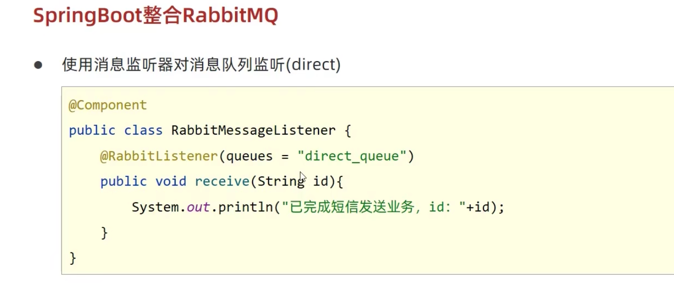 SpringBoot整合RabbitMQ
● 使用消息监听器对消息队列监听(direct)
@Component
public class RabbitMessageListener {
    @RabbitListener(queues = "direct_queue")
    public void receive(String id){
        System.out.println("已完成短信发送业务，id："+id);
    }
}